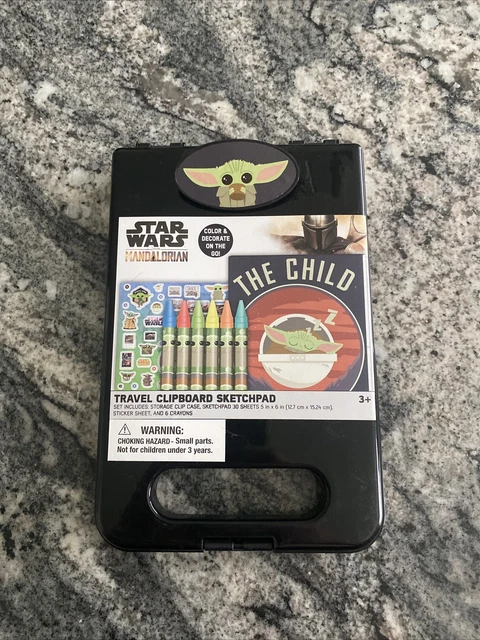 STAR
WARS
MANDALORIAN
COLOR &
DECORATE
ON THE
GO!
THE CHILD
Z
Z
TRAVEL CLIPBOARD SKETCHPAD
3+
SET INCLUDES: STORAGE CLIP CASE, SKETCHPAD 30 SHEETS 5 in x 6 in (12.7 cm x 15.24 cm),
STICKER SHEET, AND 6 CRAYONS
WARNING:
CHOKING HAZARD - Small parts.
Not for children under 3 years.